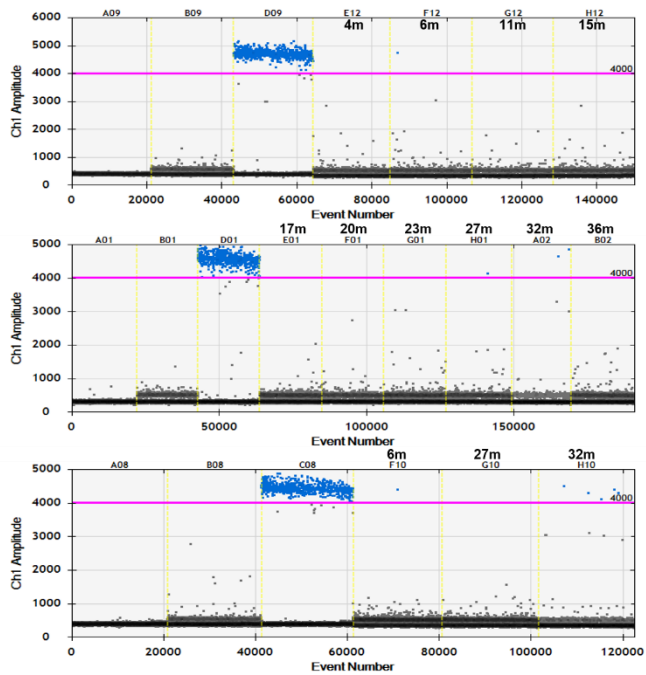 A09 B09 D09 E12 F12 G12 H12
4m 6m 11m 15m
6000
5000
4000
4000
3000
2000
1000
0
Ch1 Amplitude
0 20000 40000 60000 80000 100000 120000 140000
Event Number
17m 20m 23m 27m 32m 36m
A01 B01 D01 E01 F01 G01 H01 A02 B02
5000
4000
4000
3000
2000
1000
0
Ch1 Amplitude
0 50000 100000 150000
Event Number
6m 27m 32m
A08 B08 C08 F10 G10 H10
5000
4000
4000
3000
2000
1000
0
Ch1 Amplitude
0 20000 40000 60000 80000 100000 120000
Event Number